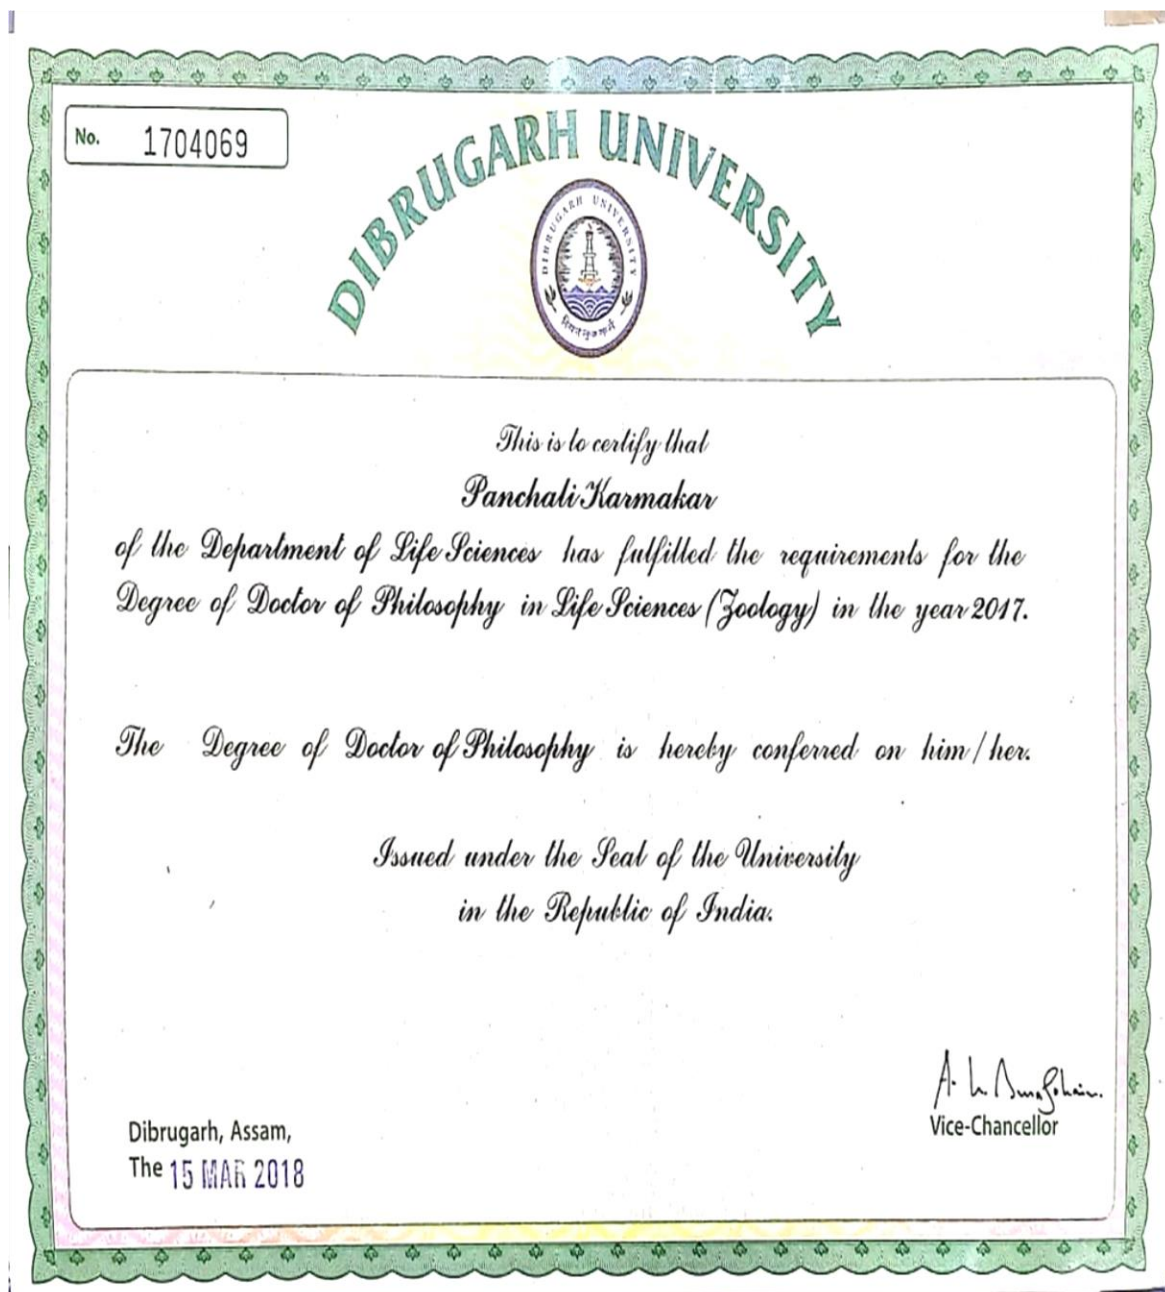 No. 1704069
DIBRUGARH UNIVERSITY
DIBRUGARH UNIVERSITY
This is to certify that
Panchali Karmakar
of the Department of Life Sciences has fulfilled the requirements for the
Degree of Doctor of Philosophy in Life Sciences (Zoology) in the year 2017.
The Degree of Doctor of Philosophy is hereby conferred on him/her.
Issued under the Seal of the University
in the Republic of India.
Vice-Chancellor
Dibrugarh, Assam,
The 15 MAR 2018